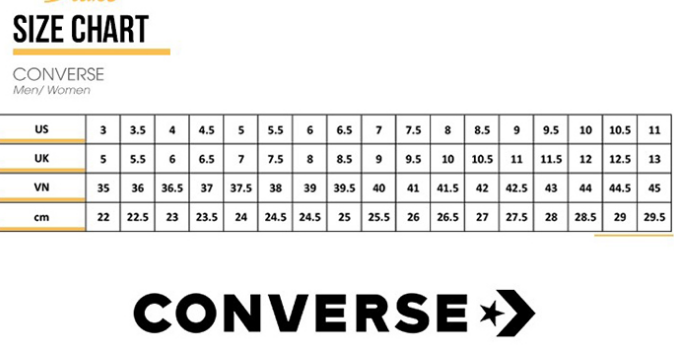 SIZE CHART
CONVERSE
Men/ Women
US 3 3.5 4 4.5 5 5.5 6 6.5 7 7.5 8 8.5 9 9.5 10 10.5 11
UK 5 5.5 6 6.5 7 7.5 8 8.5 9 9.5 10 10.5 11 11.5 12 12.5 13
VN 35 36 36.5 37 37.5 38 39 39.5 40 41 41.5 42 42.5 43 44 44.5 45
cm 22 22.5 23 23.5 24 24.5 24.5 25 25.5 26 26.5 27 27.5 28 28.5 29 29.5
CONVERSE